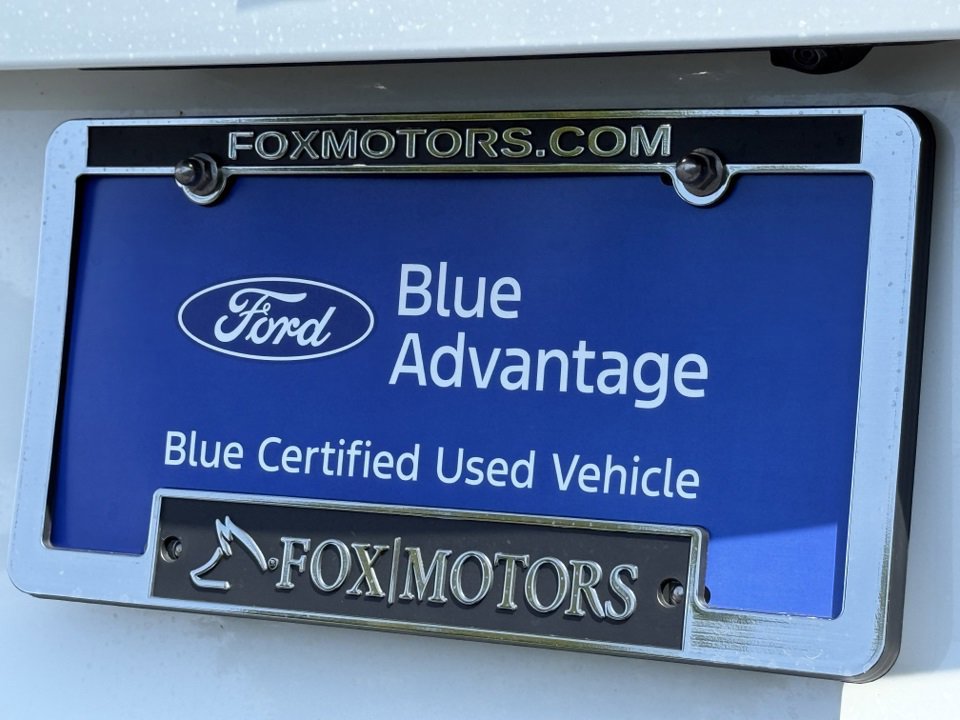 FOXMOTORS.COM
Ford
Blue
Advantage
Blue Certified Used Vehicle
FOX|MOTORS